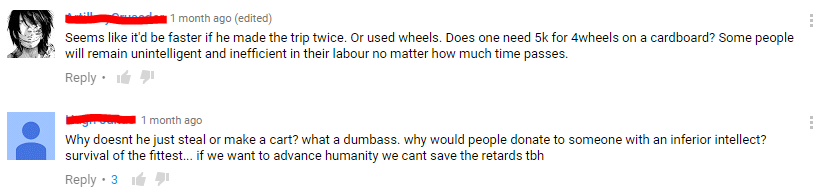 1 month ago (edited)
Seems like it'd be faster if he made the trip twice. Or used wheels. Does one need 5k for 4wheels on a cardboard? Some people
will remain unintelligent and inefficient in their labour no matter how much time passes.
Reply •
1 month ago
Why doesnt he just steal or make a cart? what a dumbass. why would people donate to someone with an inferior intellect?
survival of the fittest... if we want to advance humanity we cant save the retards tbh
Reply • 3